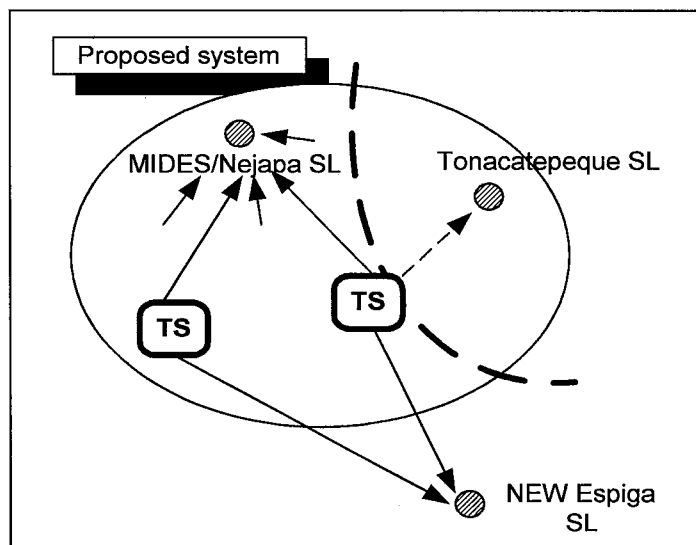 Proposed system
MIDES/Nejapa SL
Tonacatepeque SL
TS
TS
NEW Espiga
SL